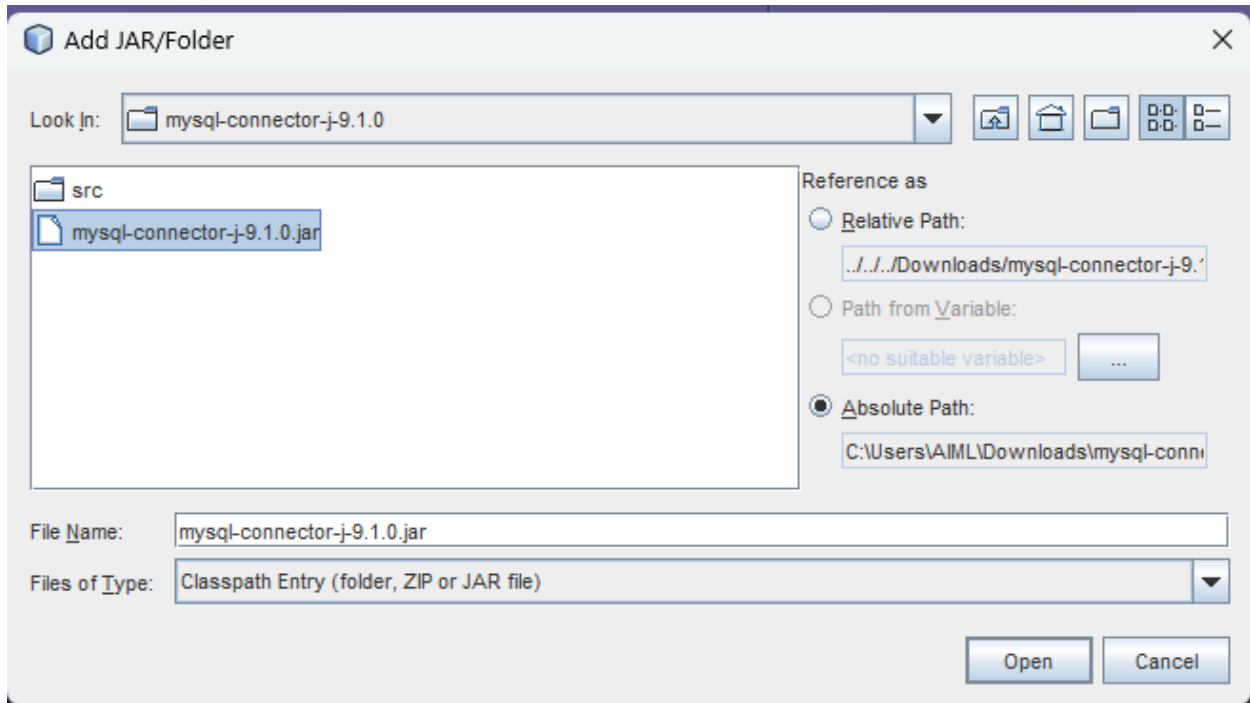 Add JAR/Folder
Look In:
mysql-connector-j-9.1.0
src
mysql-connector-j-9.1.0.jar
Reference as
Relative Path:
../../../Downloads/mysql-connector-j-9.1
Path from Variable:
<no suitable variable>
...
Absolute Path:
C:\Users\AIML\Downloads\mysql-conn
File Name:
mysql-connector-j-9.1.0.jar
Files of Type:
Classpath Entry (folder, ZIP or JAR file)
Open
Cancel